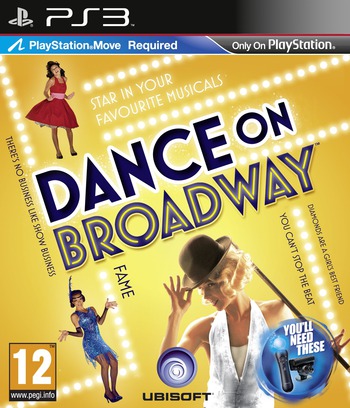 PS3
PlayStation®Move Required
Only On PlayStation®
STAR IN YOUR
FAVOURITE MUSICALS
DANCE ON
BROADWAY™
THERE'S NO BUSINESS LIKE SHOW BUSINESS
FAME
YOU CAN'T STOP THE BEAT
DIAMONDS ARE A GIRL'S BEST FRIEND
YOU'LL
NEED THESE
12
www.pegi.info
UBISOFT